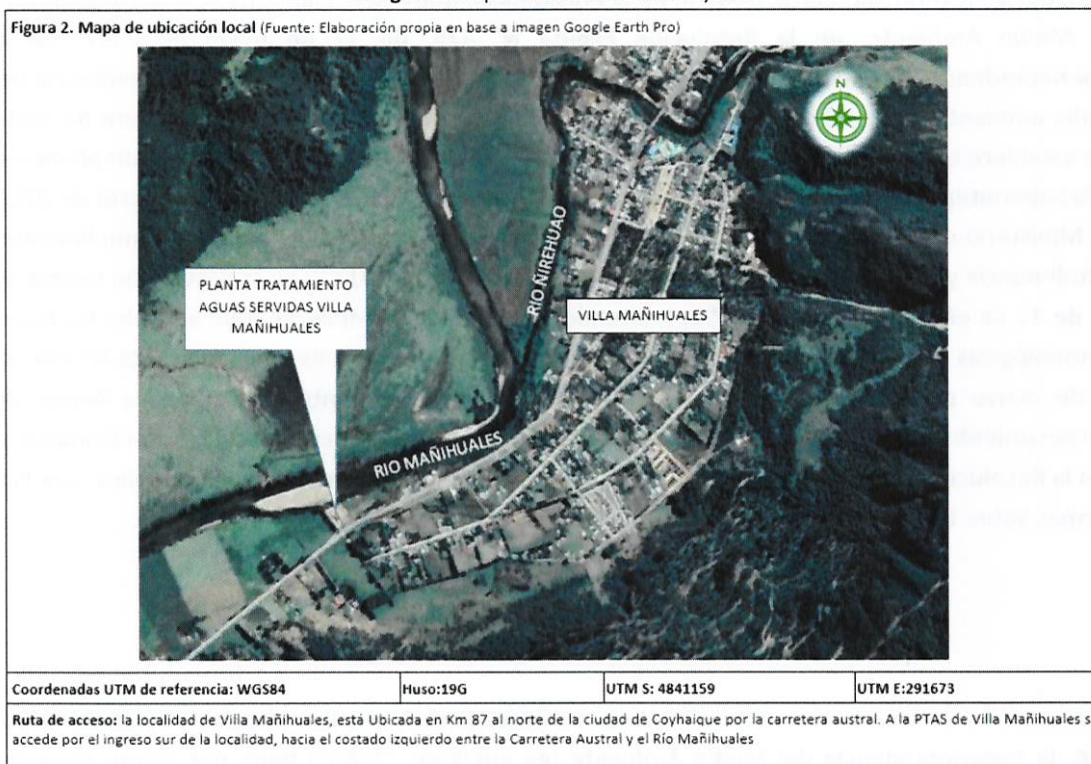 Figura 2. Mapa de ubicación local (Fuente: Elaboración propia en base a imagen Google Earth Pro)
N
RIO ÑIREHUAO
PLANTA TRATAMIENTO
AGUAS SERVIDAS VILLA
MAÑIHUALES
VILLA MAÑIHUALES
RIO MAÑIHUALES
Coordenadas UTM de referencia: WGS84 Huso:19G UTM S: 4841159 UTM E:291673
Ruta de acceso: la localidad de Villa Mañihuales, está Ubicada en Km 87 al norte de la ciudad de Coyhaique por la carretera austral. A la PTAS de Villa Mañihuales s
accede por el ingreso sur de la localidad, hacia el costado izquierdo entre la Carretera Austral y el Río Mañihuales